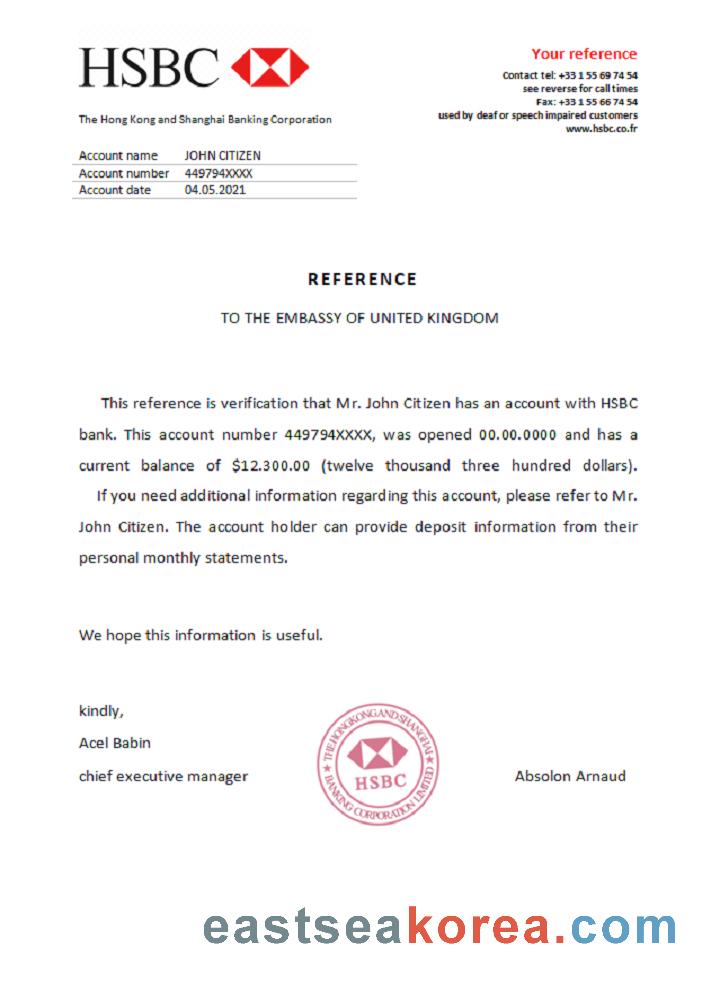 HSBC
Your reference
Contact tel: +33 1 55 69 74 54
see reverse for call times
Fax: +33 1 55 66 74 54
used by deaf or speech impaired customers
www.hsbc.co.fr
The Hong Kong and Shanghai Banking Corporation
Account name JOHN CITIZEN
Account number 449794XXXX
Account date 04.05.2021
REFERENCE
TO THE EMBASSY OF UNITED KINGDOM
This reference is verification that Mr. John Citizen has an account with HSBC
bank. This account number 449794XXXX, was opened 00.00.0000 and has a
current balance of $12.300.00 (twelve thousand three hundred dollars).
If you need additional information regarding this account, please refer to Mr.
John Citizen. The account holder can provide deposit information from their
personal monthly statements.
We hope this information is useful.
kindly,
Acel Babin
chief executive manager
THE HONGKONG AND SHANGHAI
HSBC
BANKING CORPORATION LIMITED
Absolon Arnaud
eastseakorea.com